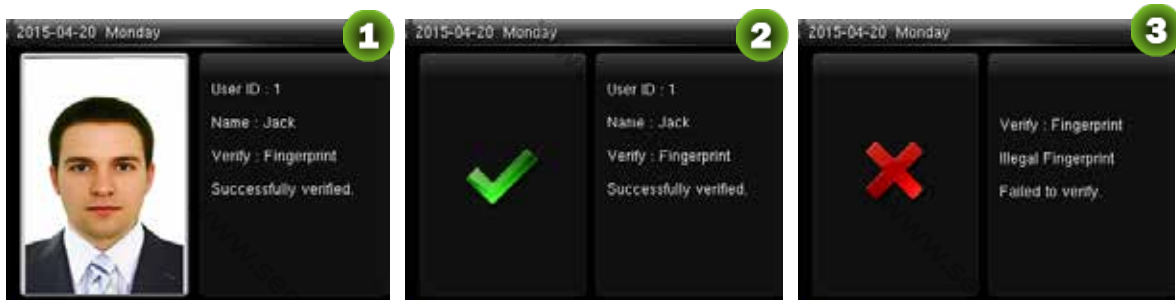 2015-04-20 Monday
1
User ID : 1
Name : Jack
Verify : Fingerprint
Successfully verified.
2015-04-20 Monday
2
User ID : 1
Name : Jack
Verify : Fingerprint
Successfully verified.
2015-04-20 Monday
3
Verify : Fingerprint
Illegal Fingerprint
Failed to verify.